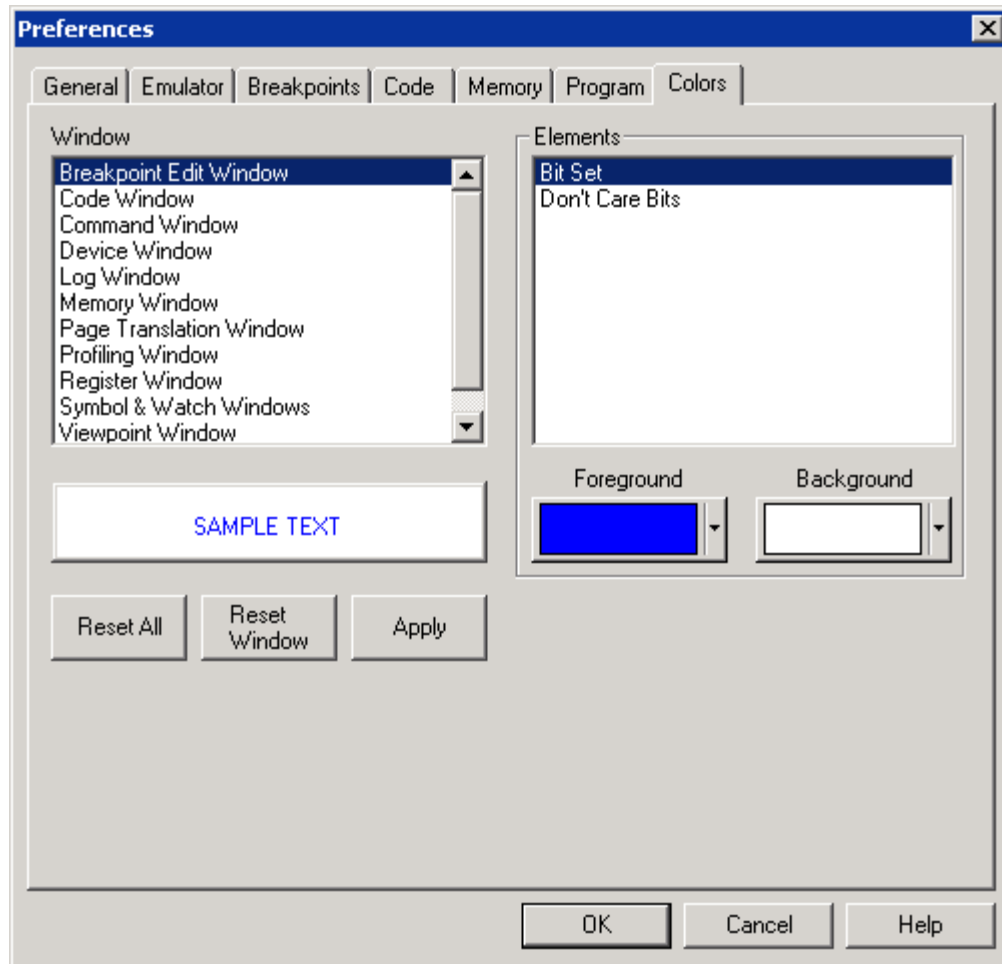 Preferences
General Emulator Breakpoints Code Memory Program Colors
Window
Breakpoint Edit Window
Code Window
Command Window
Device Window
Log Window
Memory Window
Page Translation Window
Profiling Window
Register Window
Symbol & Watch Windows
Viewpoint Window
SAMPLE TEXT
Reset All
Reset
Window
Apply
Elements
Bit Set
Don't Care Bits
Foreground Background
OK Cancel Help